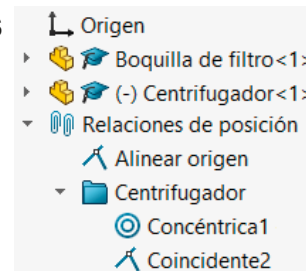 Origen
Boquilla de filtro<1>
(-) Centrifugador<1>
Relaciones de posición
Alinear origen
Centrifugador
Concéntrica1
Coincidente2